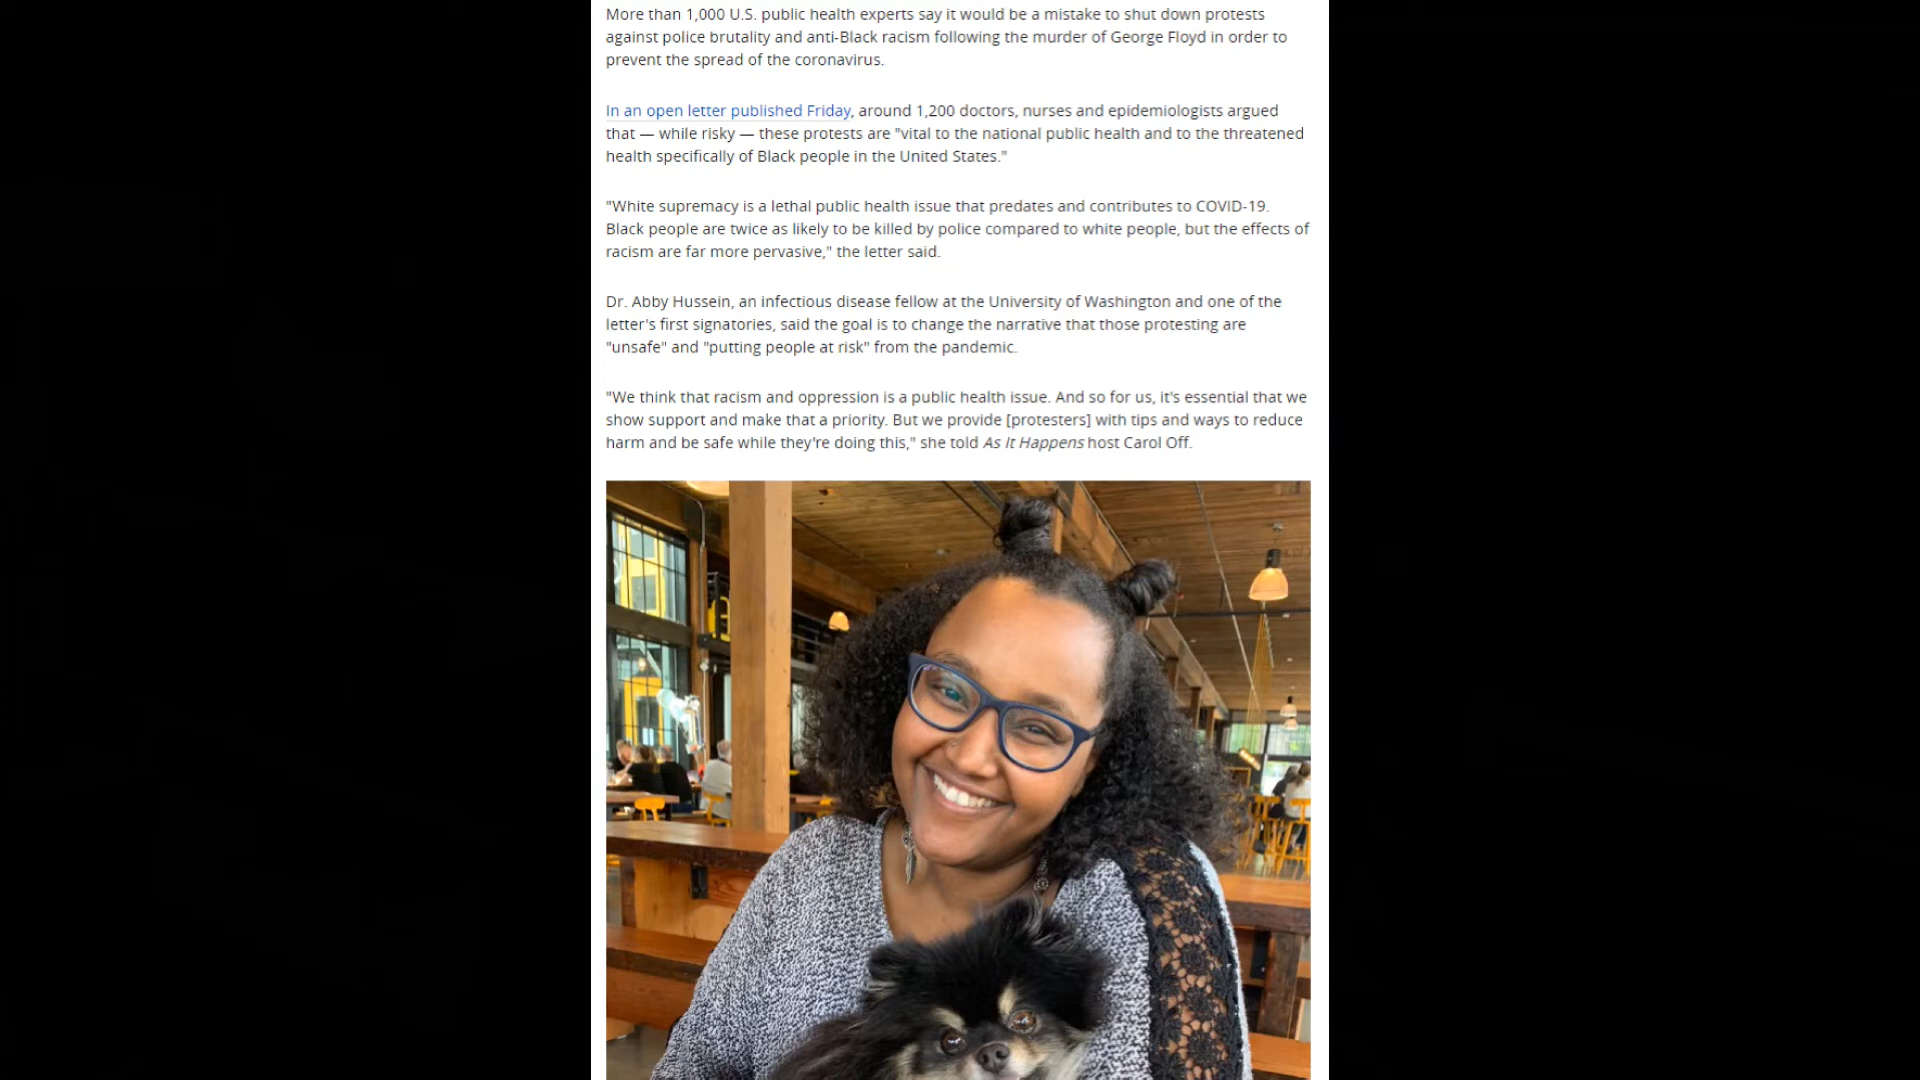 More than 1,000 U.S. public health experts say it would be a mistake to shut down protests
against police brutality and anti-Black racism following the murder of George Floyd in order to
prevent the spread of the coronavirus.
In an open letter published Friday, around 1,200 doctors, nurses and epidemiologists argued
that — while risky — these protests are "vital to the national public health and to the threatened
health specifically of Black people in the United States."
"White supremacy is a lethal public health issue that predates and contributes to COVID-19.
Black people are twice as likely to be killed by police compared to white people, but the effects of
racism are far more pervasive," the letter said.
Dr. Abby Hussein, an infectious disease fellow at the University of Washington and one of the
letter's first signatories, said the goal is to change the narrative that those protesting are
"unsafe" and "putting people at risk" from the pandemic.
"We think that racism and oppression is a public health issue. And so for us, it's essential that we
show support and make that a priority. But we provide [protesters] with tips and ways to reduce
harm and be safe while they're doing this," she told As It Happens host Carol Off.